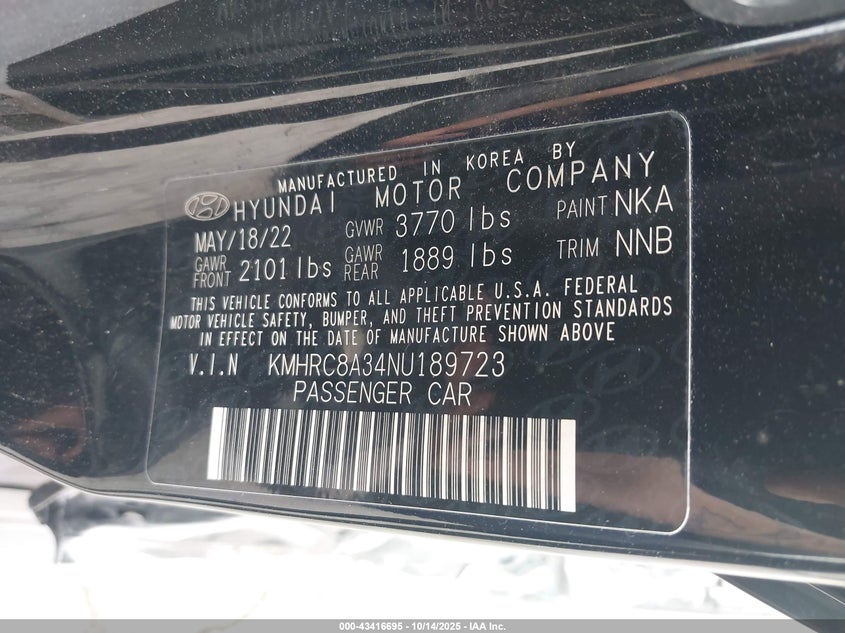 MANUFACTURED IN KOREA BY
HYUNDAI MOTOR COMPANY
MAY/18/22 GVWR 3770 lbs PAINT NKA
GAWR FRONT 2101 lbs GAWR REAR 1889 lbs TRIM NNB
THIS VEHICLE CONFORMS TO ALL APPLICABLE U.S.A. FEDERAL
MOTOR VEHICLE SAFETY, BUMPER, AND THEFT PREVENTION STANDARDS
IN EFFECT ON THE DATE OF MANUFACTURE SHOWN ABOVE
V.I.N KMHRC8A34NU189723
PASSENGER CAR
000-43416695 - 10/14/2025 - IAA Inc.